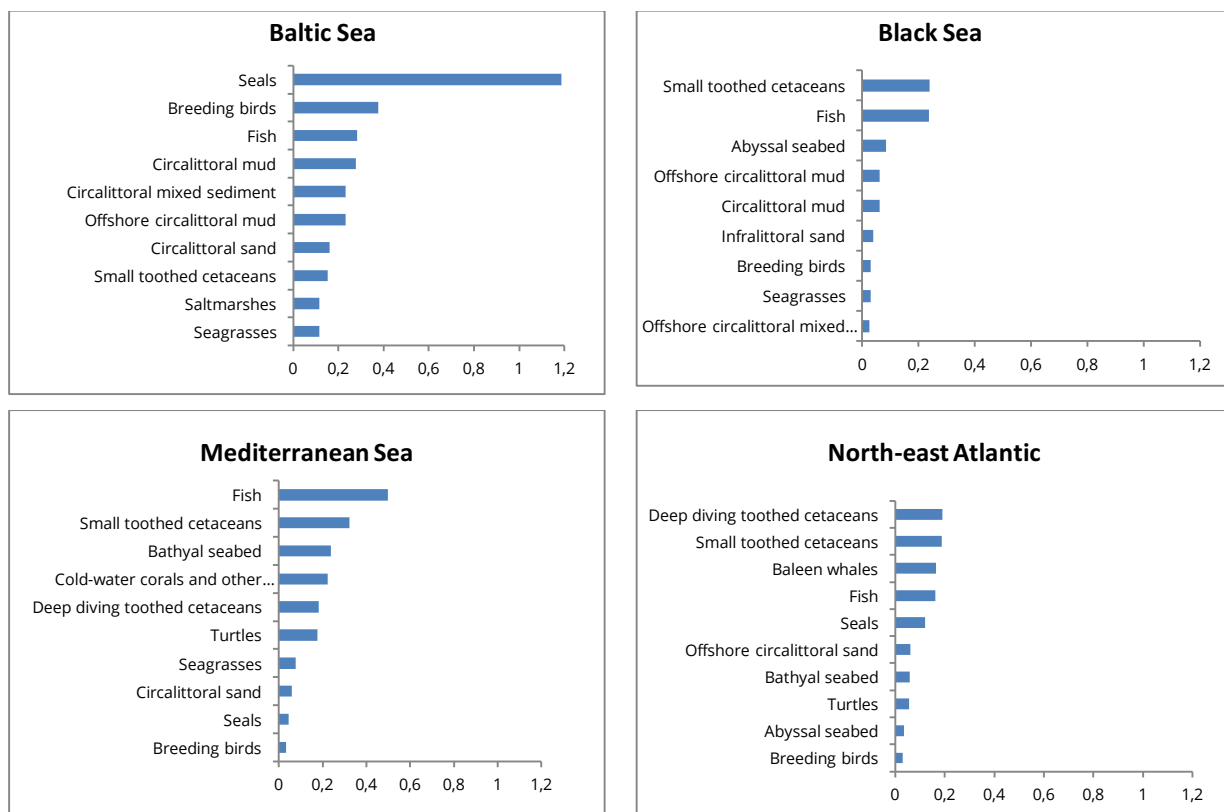 Baltic Sea
Seals
Breeding birds
Fish
Circalittoral mud
Circalittoral mixed sediment
Offshore circalittoral mud
Circalittoral sand
Small toothed cetaceans
Saltmarshes
Seagrasses
0 0,2 0,4 0,6 0,8 1 1,2
Black Sea
Small toothed cetaceans
Fish
Abyssal seabed
Offshore circalittoral mud
Circalittoral mud
Infralittoral sand
Breeding birds
Seagrasses
Offshore circalittoral mixed...
0 0,2 0,4 0,6 0,8 1 1,2
Mediterranean Sea
Fish
Small toothed cetaceans
Bathyal seabed
Cold-water corals and other...
Deep diving toothed cetaceans
Turtles
Seagrasses
Circalittoral sand
Seals
Breeding birds
0 0,2 0,4 0,6 0,8 1 1,2
North-east Atlantic
Deep diving toothed cetaceans
Small toothed cetaceans
Baleen whales
Fish
Seals
Offshore circalittoral sand
Bathyal seabed
Turtles
Abyssal seabed
Breeding birds
0 0,2 0,4 0,6 0,8 1 1,2